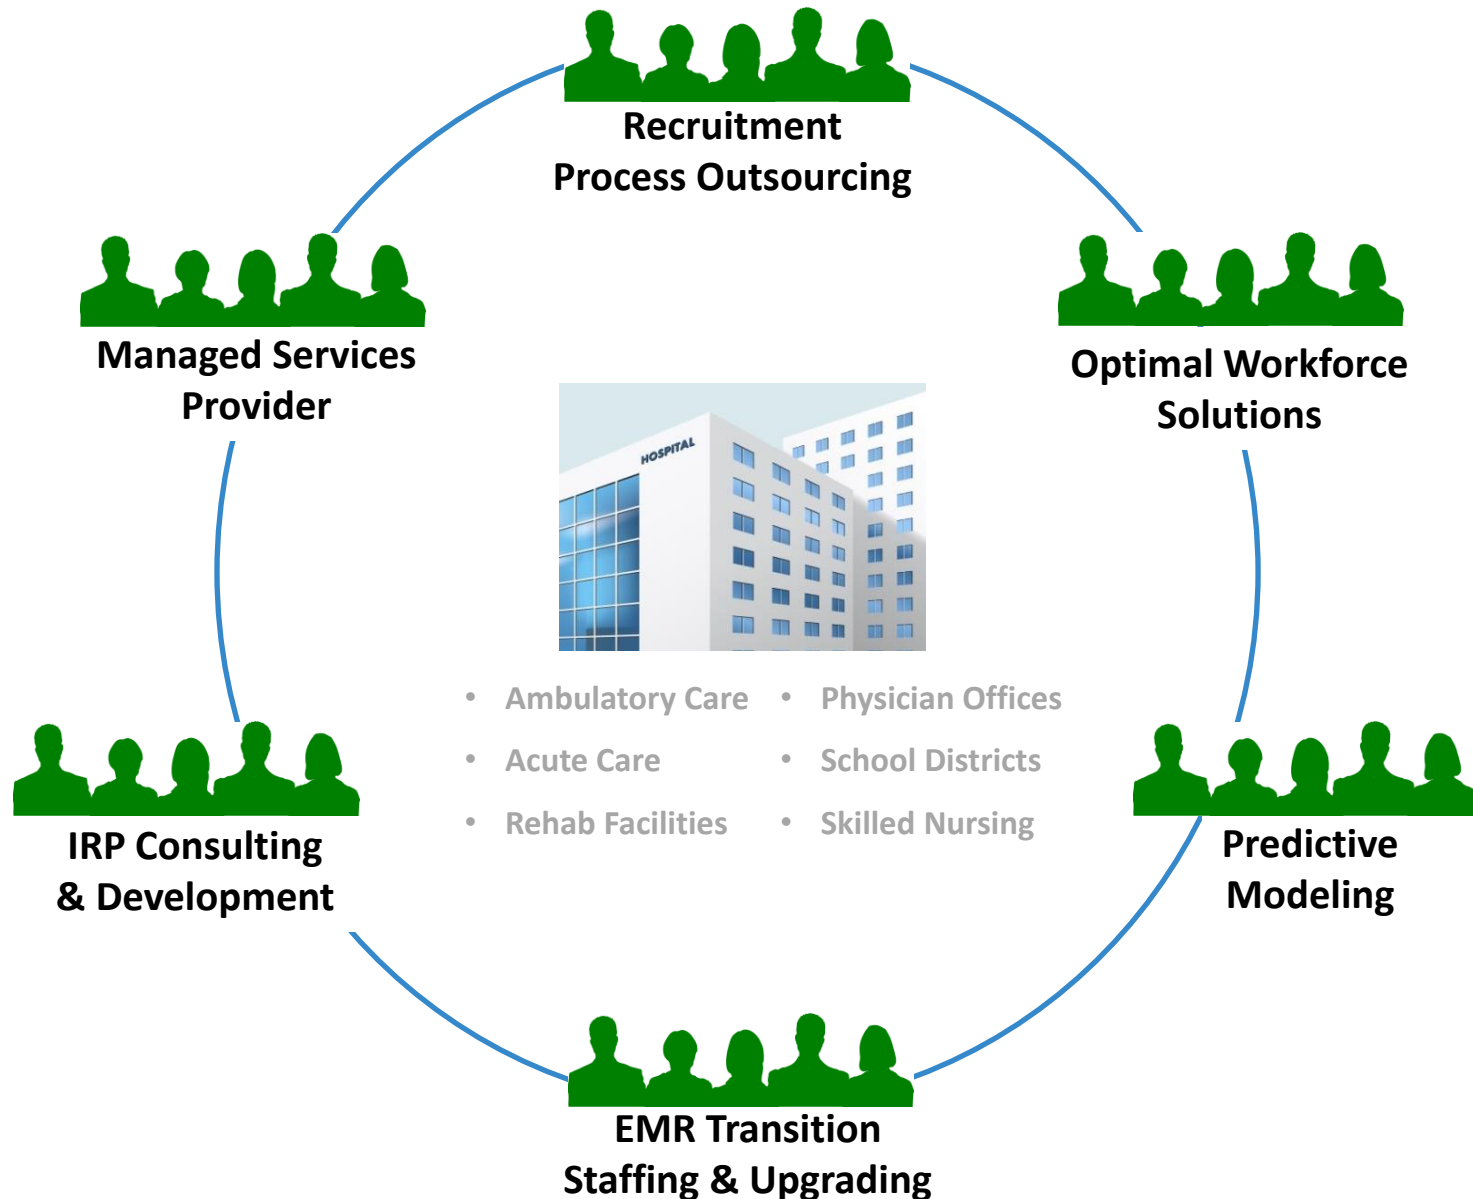 Recruitment
Process Outsourcing
Managed Services
Provider
Optimal Workforce
Solutions
HOSPITAL
• Ambulatory Care
• Physician Offices
• Acute Care
• School Districts
• Rehab Facilities
• Skilled Nursing
IRP Consulting
& Development
Predictive
Modeling
EMR Transition
Staffing & Upgrading